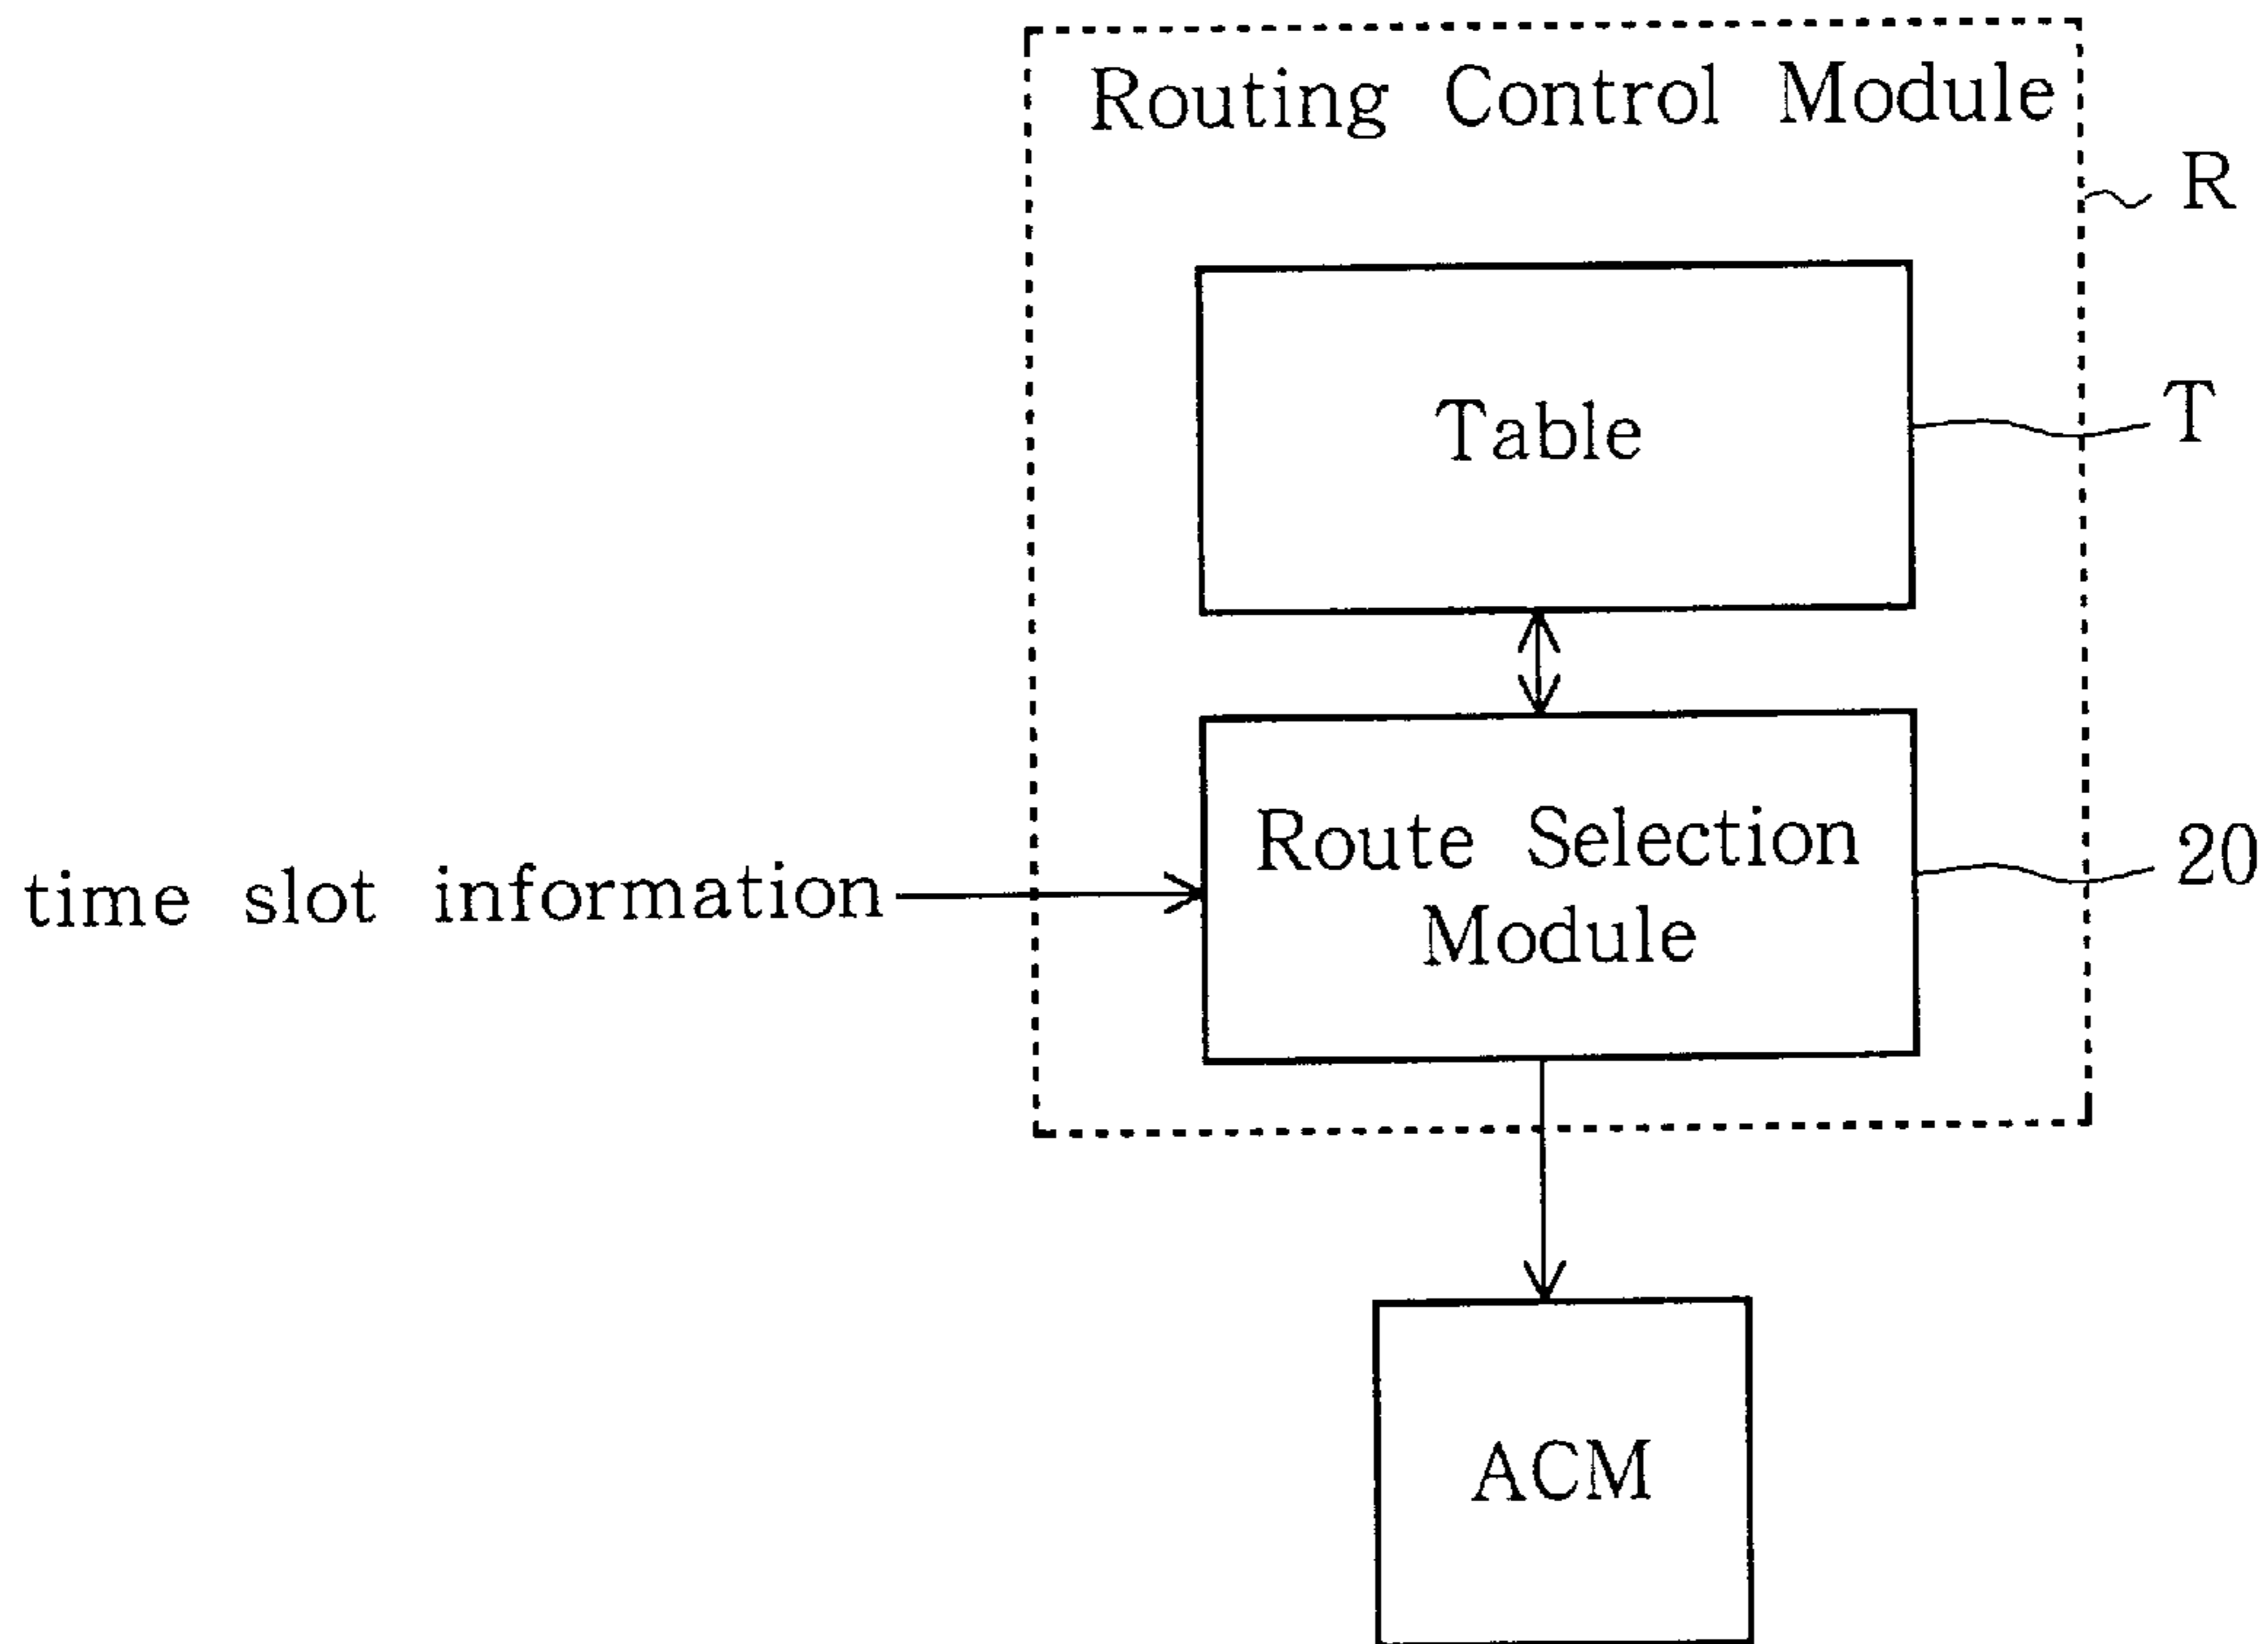 Routing Control Module
R
Table
T
Route Selection
Module
20
time slot information
ACM